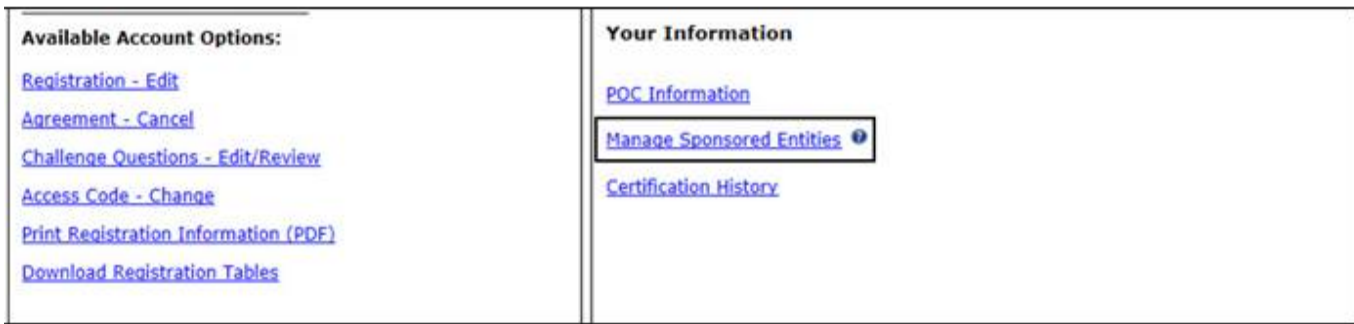 Available Account Options:
Registration - Edit
Agreement - Cancel
Challenge Questions - Edit/Review
Access Code - Change
Print Registration Information (PDF)
Download Registration Tables
Your Information
POC Information
Manage Sponsored Entities ?
Certification History